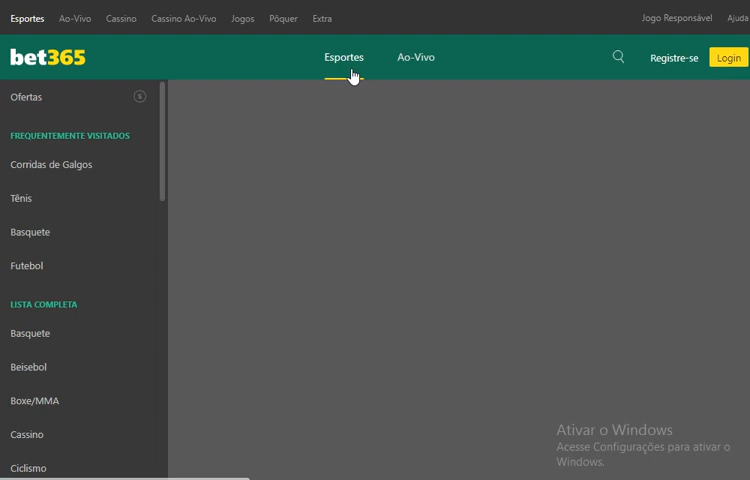 Esportes Ao-Vivo Cassino Cassino Ao-Vivo Jogos Pôquer Extra Jogo Responsável Ajuda
bet365 Esportes Ao-Vivo Registre-se Login
Ofertas 5
FREQUENTEMENTE VISITADOS
Corridas de Galgos
Tênis
Basquete
Futebol
LISTA COMPLETA
Basquete
Beisebol
Boxe/MMA
Cassino
Ciclismo
Ativar o Windows
Acesse Configurações para ativar o
Windows.